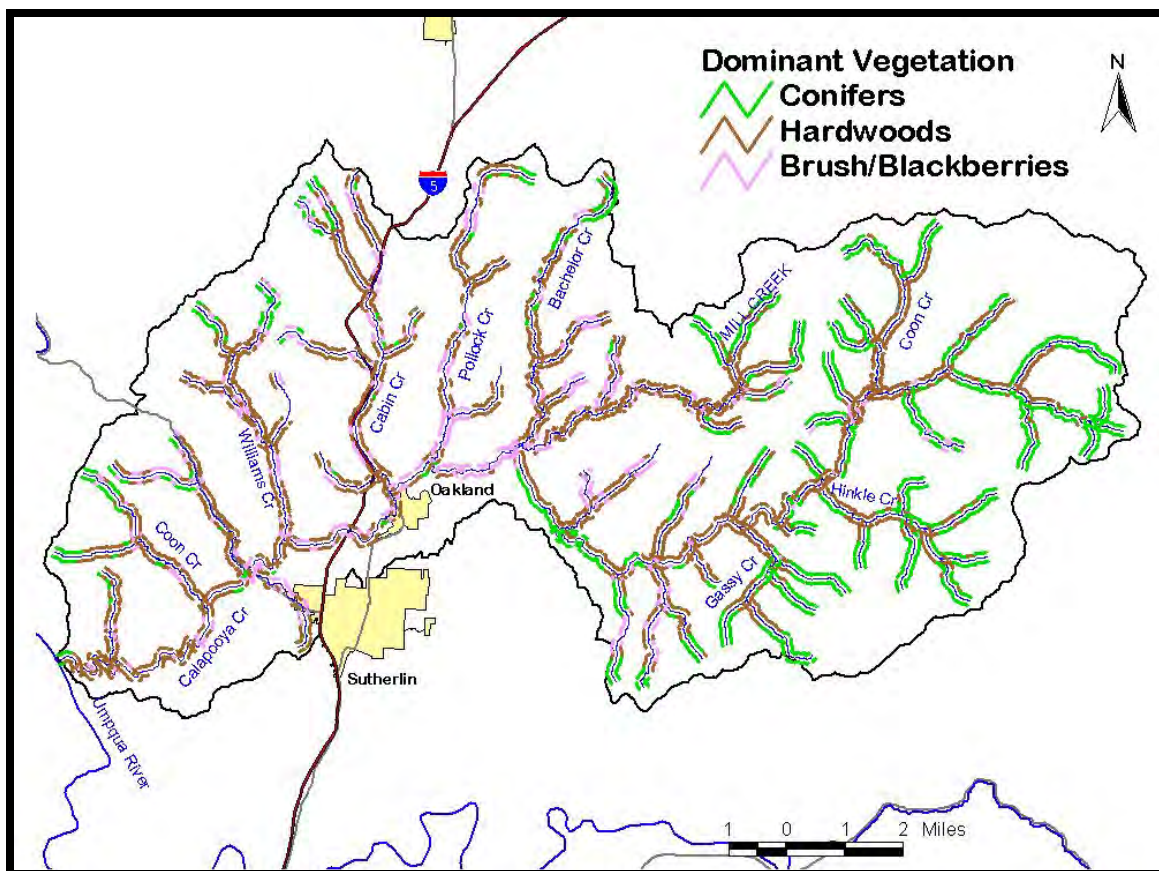 Dominant Vegetation
Conifers
Hardwoods
Brush/Blackberries
N
5
Bachelor Cr
MILL CREEK
Coon Cr
Pollock Cr
Cabin Cr
Williams Cr
Oakland
Hinkle Cr
Coon Cr
Gassy Cr
Calapooya Cr
Sutherlin
Umpqua River
1 0 1 2 Miles